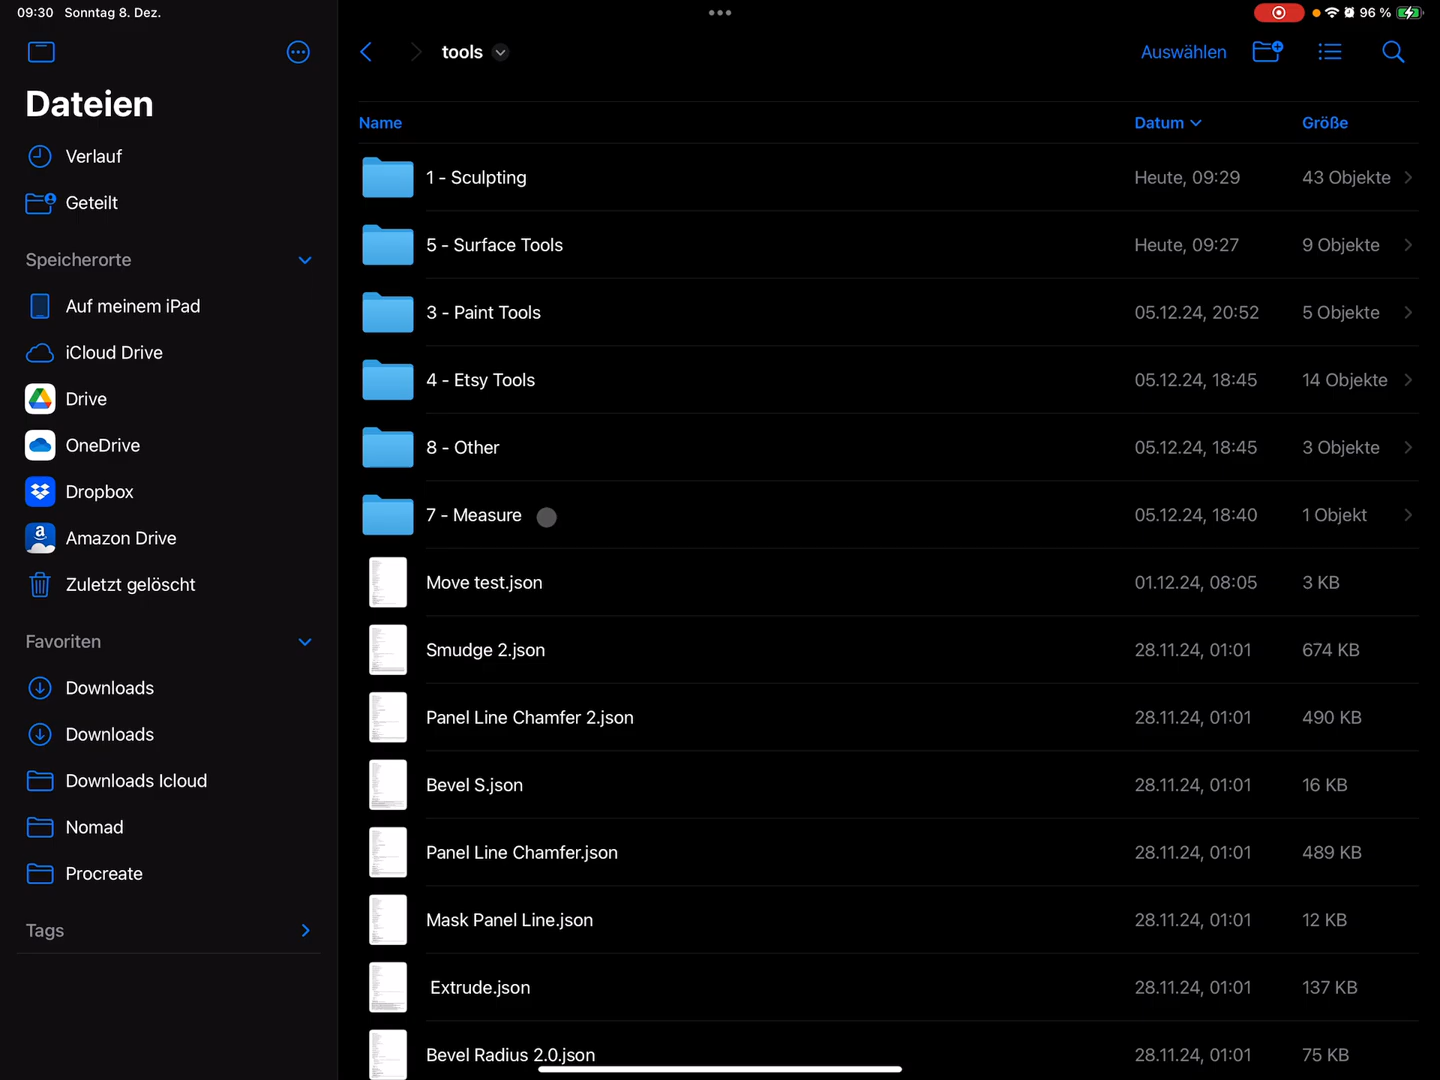 09:30 Sonntag 8. Dez.
96 %
Dateien
Verlauf
Geteilt
Speicherorte
Auf meinem iPad
iCloud Drive
Drive
OneDrive
Dropbox
Amazon Drive
Zuletzt gelöscht
Favoriten
Downloads
Downloads
Downloads Icloud
Nomad
Procreate
Tags
tools
Auswählen
Name Datum Größe
1 - Sculpting Heute, 09:29 43 Objekte
5 - Surface Tools Heute, 09:27 9 Objekte
3 - Paint Tools 05.12.24, 20:52 5 Objekte
4 - Etsy Tools 05.12.24, 18:45 14 Objekte
8 - Other 05.12.24, 18:45 3 Objekte
7 - Measure 05.12.24, 18:40 1 Objekt
Move test.json 01.12.24, 08:05 3 KB
Smudge 2.json 28.11.24, 01:01 674 KB
Panel Line Chamfer 2.json 28.11.24, 01:01 490 KB
Bevel S.json 28.11.24, 01:01 16 KB
Panel Line Chamfer.json 28.11.24, 01:01 489 KB
Mask Panel Line.json 28.11.24, 01:01 12 KB
Extrude.json 28.11.24, 01:01 137 KB
Bevel Radius 2.0.json 28.11.24, 01:01 75 KB